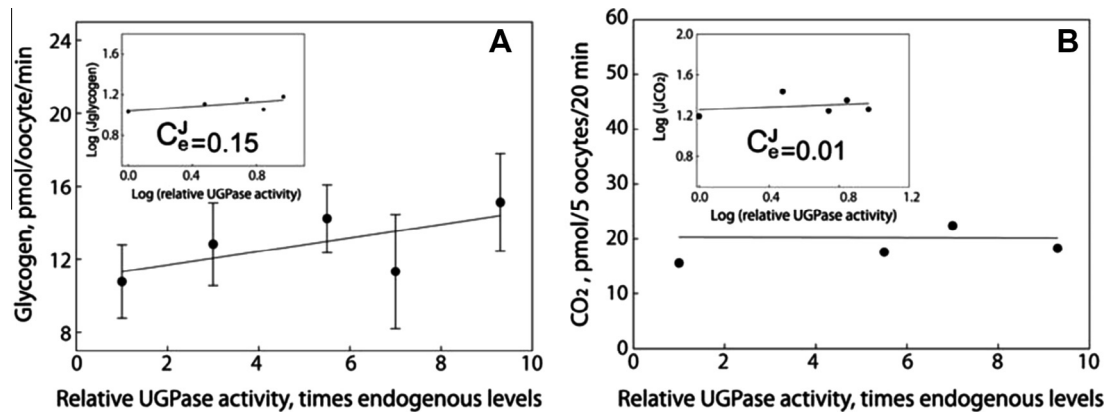 A
Glycogen, pmol/oocyte/min
24
20
16
12
8
0 2 4 6 8 10
Relative UGPase activity, times endogenous levels
Log (Jglycogen)
1.6
1.2
0.8
0.0 0.4 0.8
Log (relative UGPase activity)
C^J_e=0.15
B
CO₂ , pmol/5 oocytes/20 min
60
50
40
30
20
10
0
0 2 4 6 8 10
Relative UGPase activity, times endogenous levels
Log (JCO₂)
2.0
1.6
1.2
0.8
0.0 0.4 0.8 1.2
Log (relative UGPase activity)
C^J_e=0.01